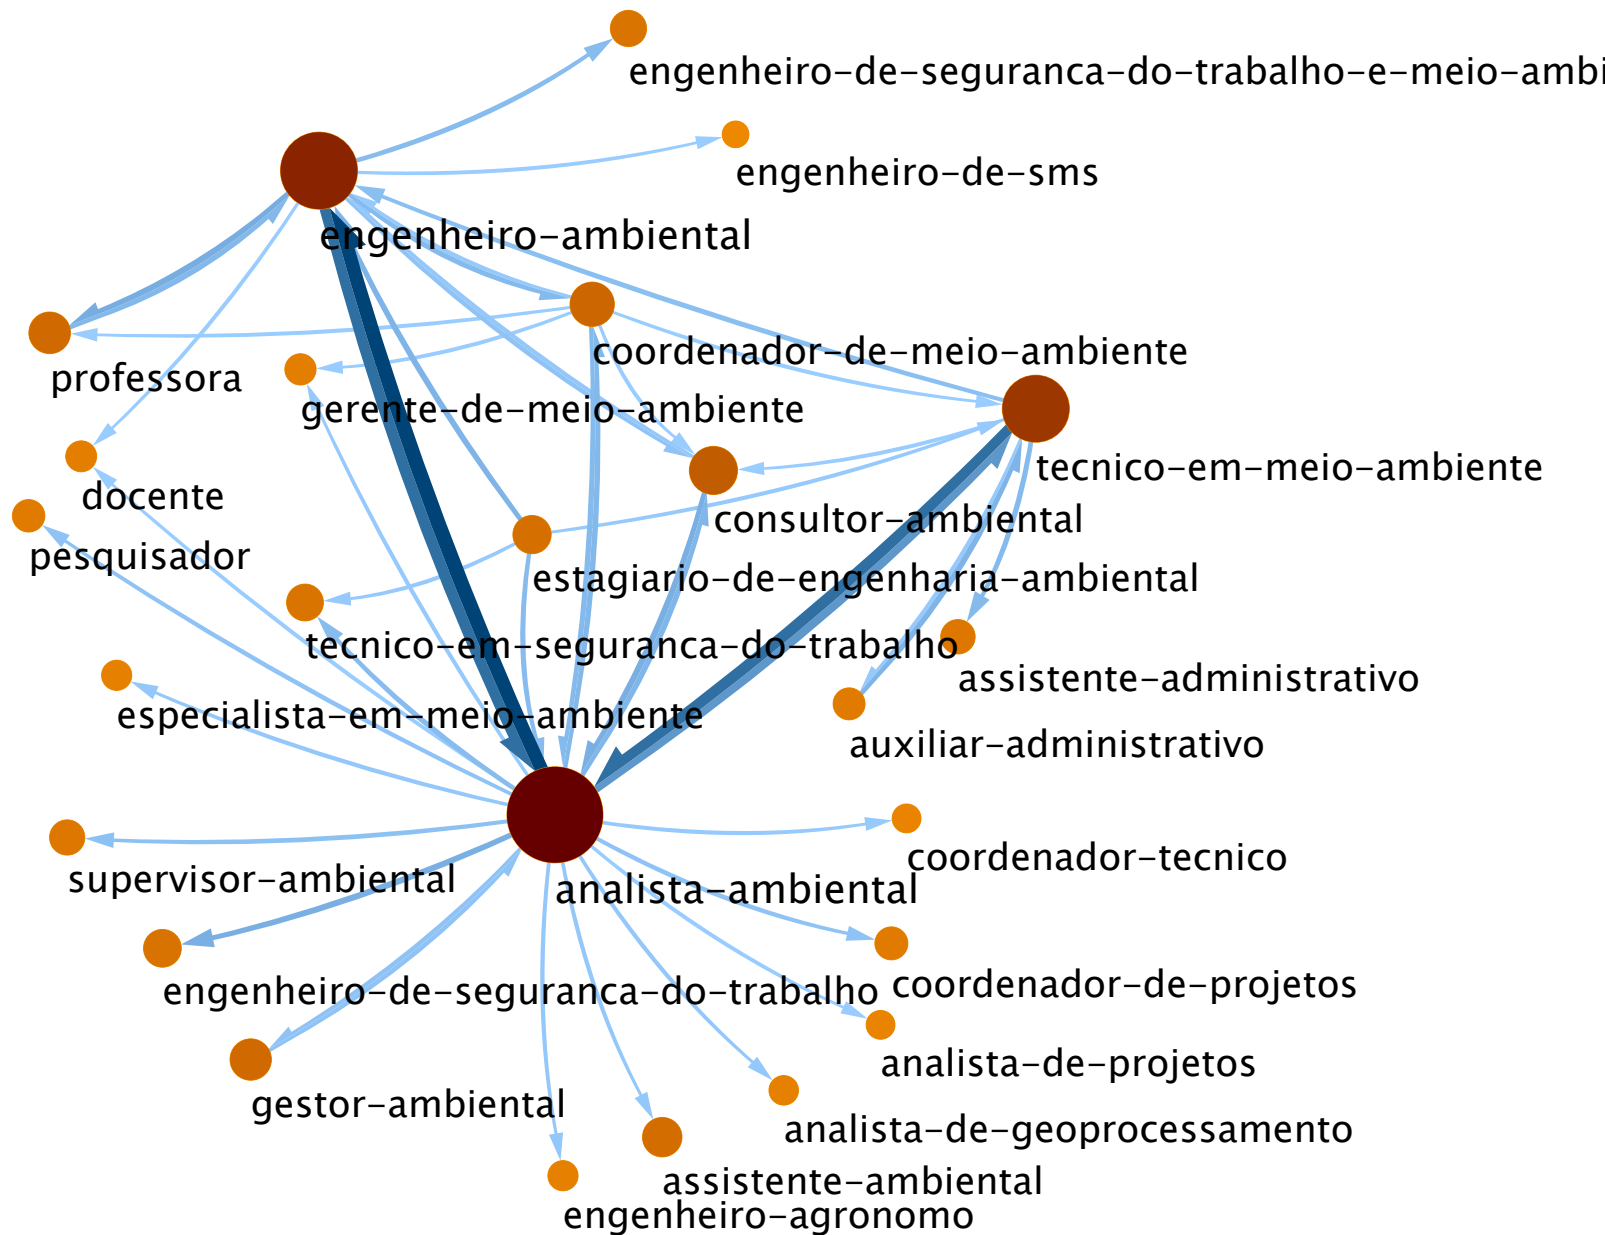 engenheiro-de-seguranca-do-trabalho-e-meio-ambi
engenheiro-de-sms
engenheiro-ambiental
coordenador-de-meio-ambiente
professora
gerente-de-meio-ambiente
tecnico-em-meio-ambiente
docente
consultor-ambiental
pesquisador
estagiario-de-engenharia-ambiental
tecnico-em-seguranca-do-trabalho
assistente-administrativo
especialista-em-meio-ambiente
auxiliar-administrativo
coordenador-tecnico
supervisor-ambiental
analista-ambiental
engenheiro-de-seguranca-do-trabalho
coordenador-de-projetos
analista-de-projetos
gestor-ambiental
analista-de-geoprocessamento
assistente-ambiental
engenheiro-agronomo